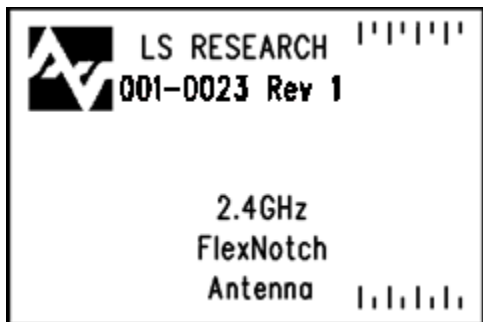 LS RESEARCH
001-0023 Rev 1
2.4GHz
FlexNotch
Antenna